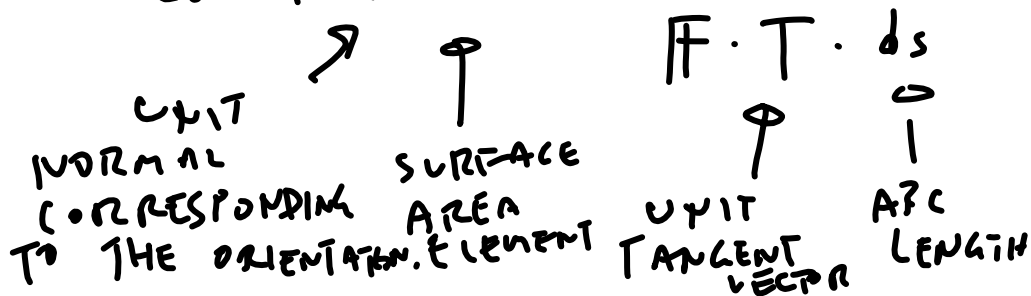 F · T · ds
UNIT
NORMAL
CORRESPONDING
TO THE ORIENTATION.
SURFACE
AREA
ELEMENT
UNIT
TANGENT
VECTOR
ARC
LENGTH